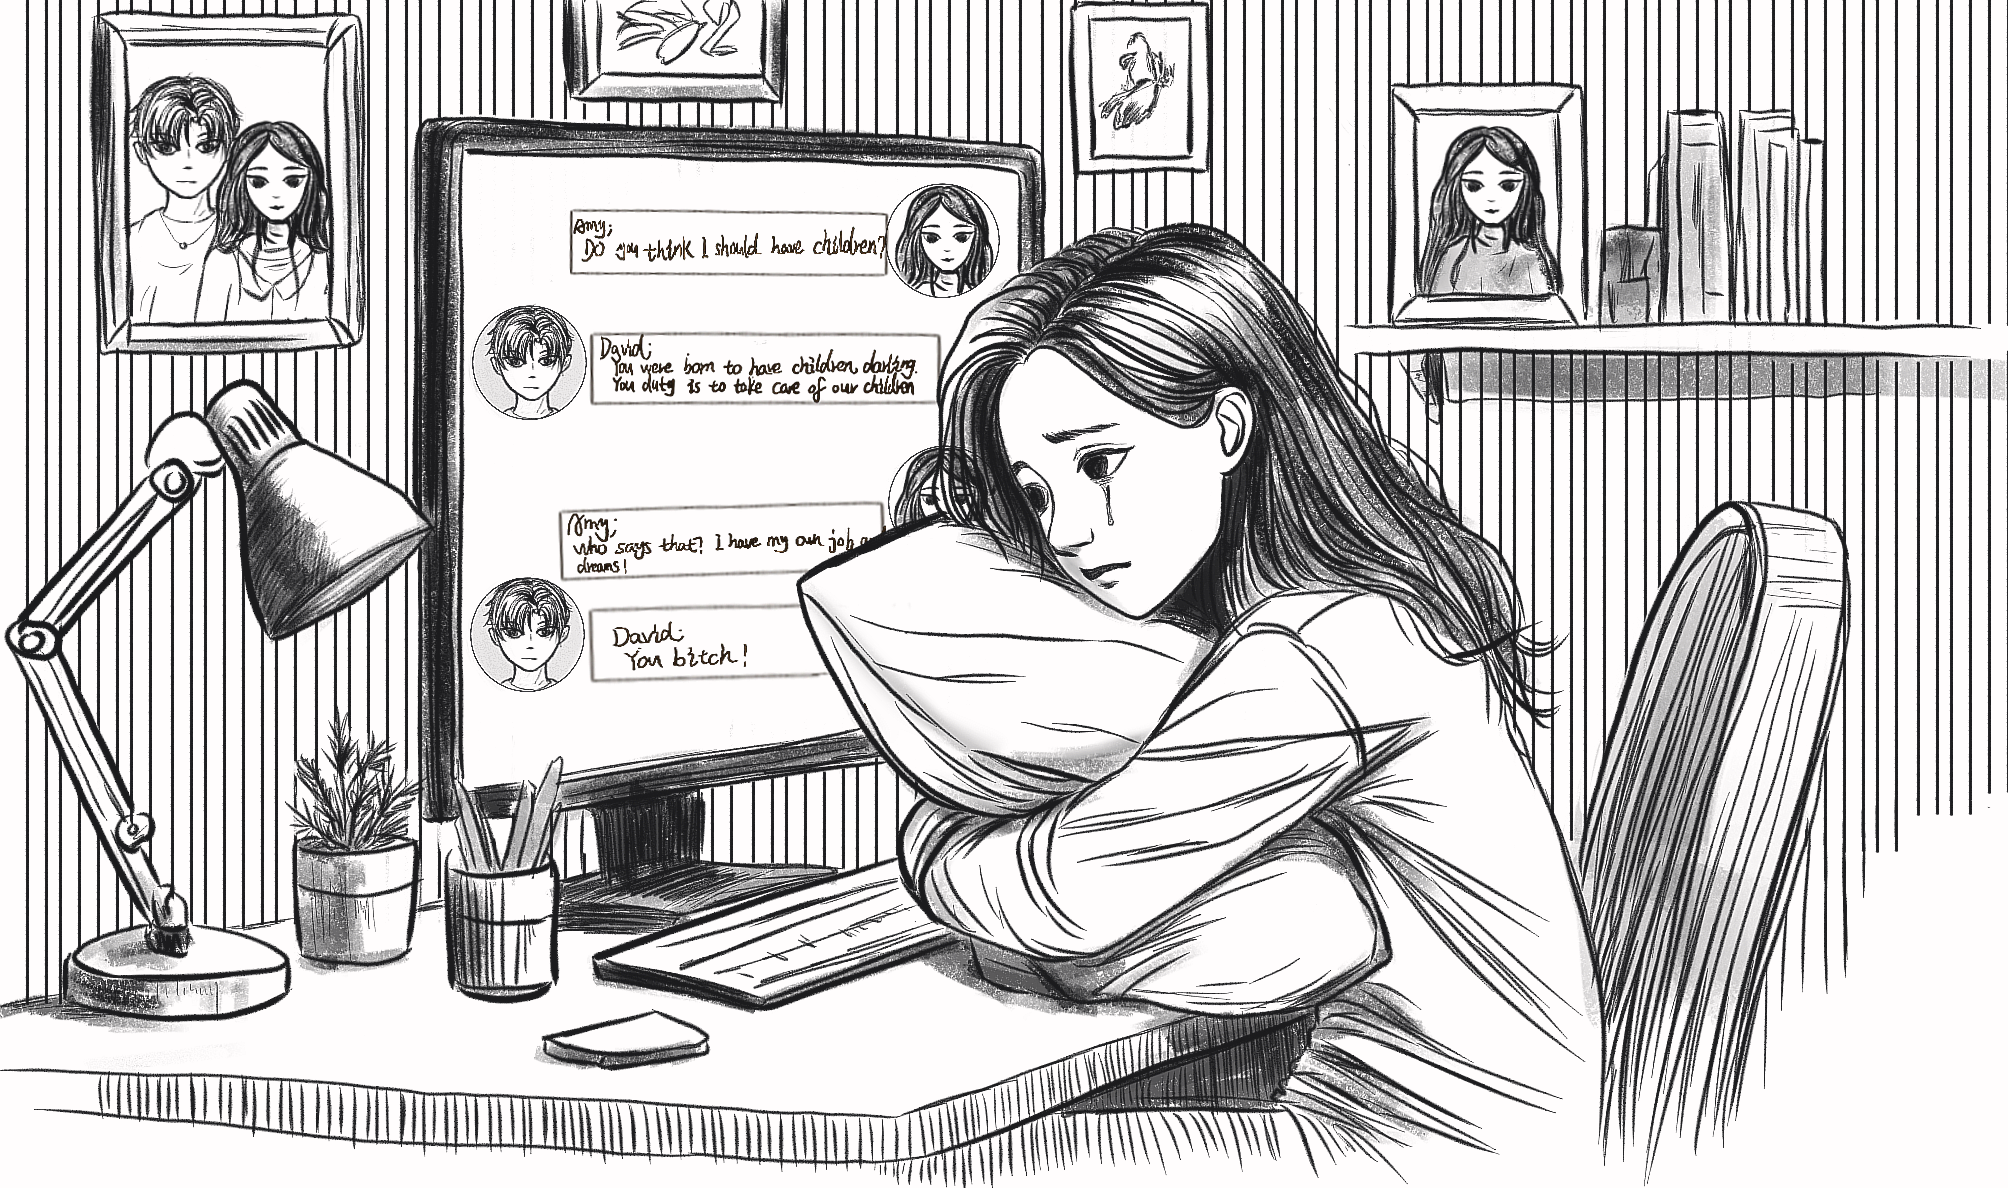 Amy;
Do you think I should have children?
David:
You were born to have children, darling.
You duty is to take care of our children
Amy;
who says that? I have my own job
dreams!
David:
You bitch!